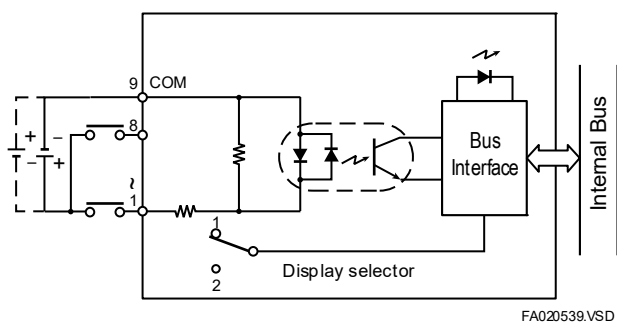 9 COM
+ − 8
− +
~
1
1
2
Display selector
Bus
Interface
Internal Bus
FA020539.VSD